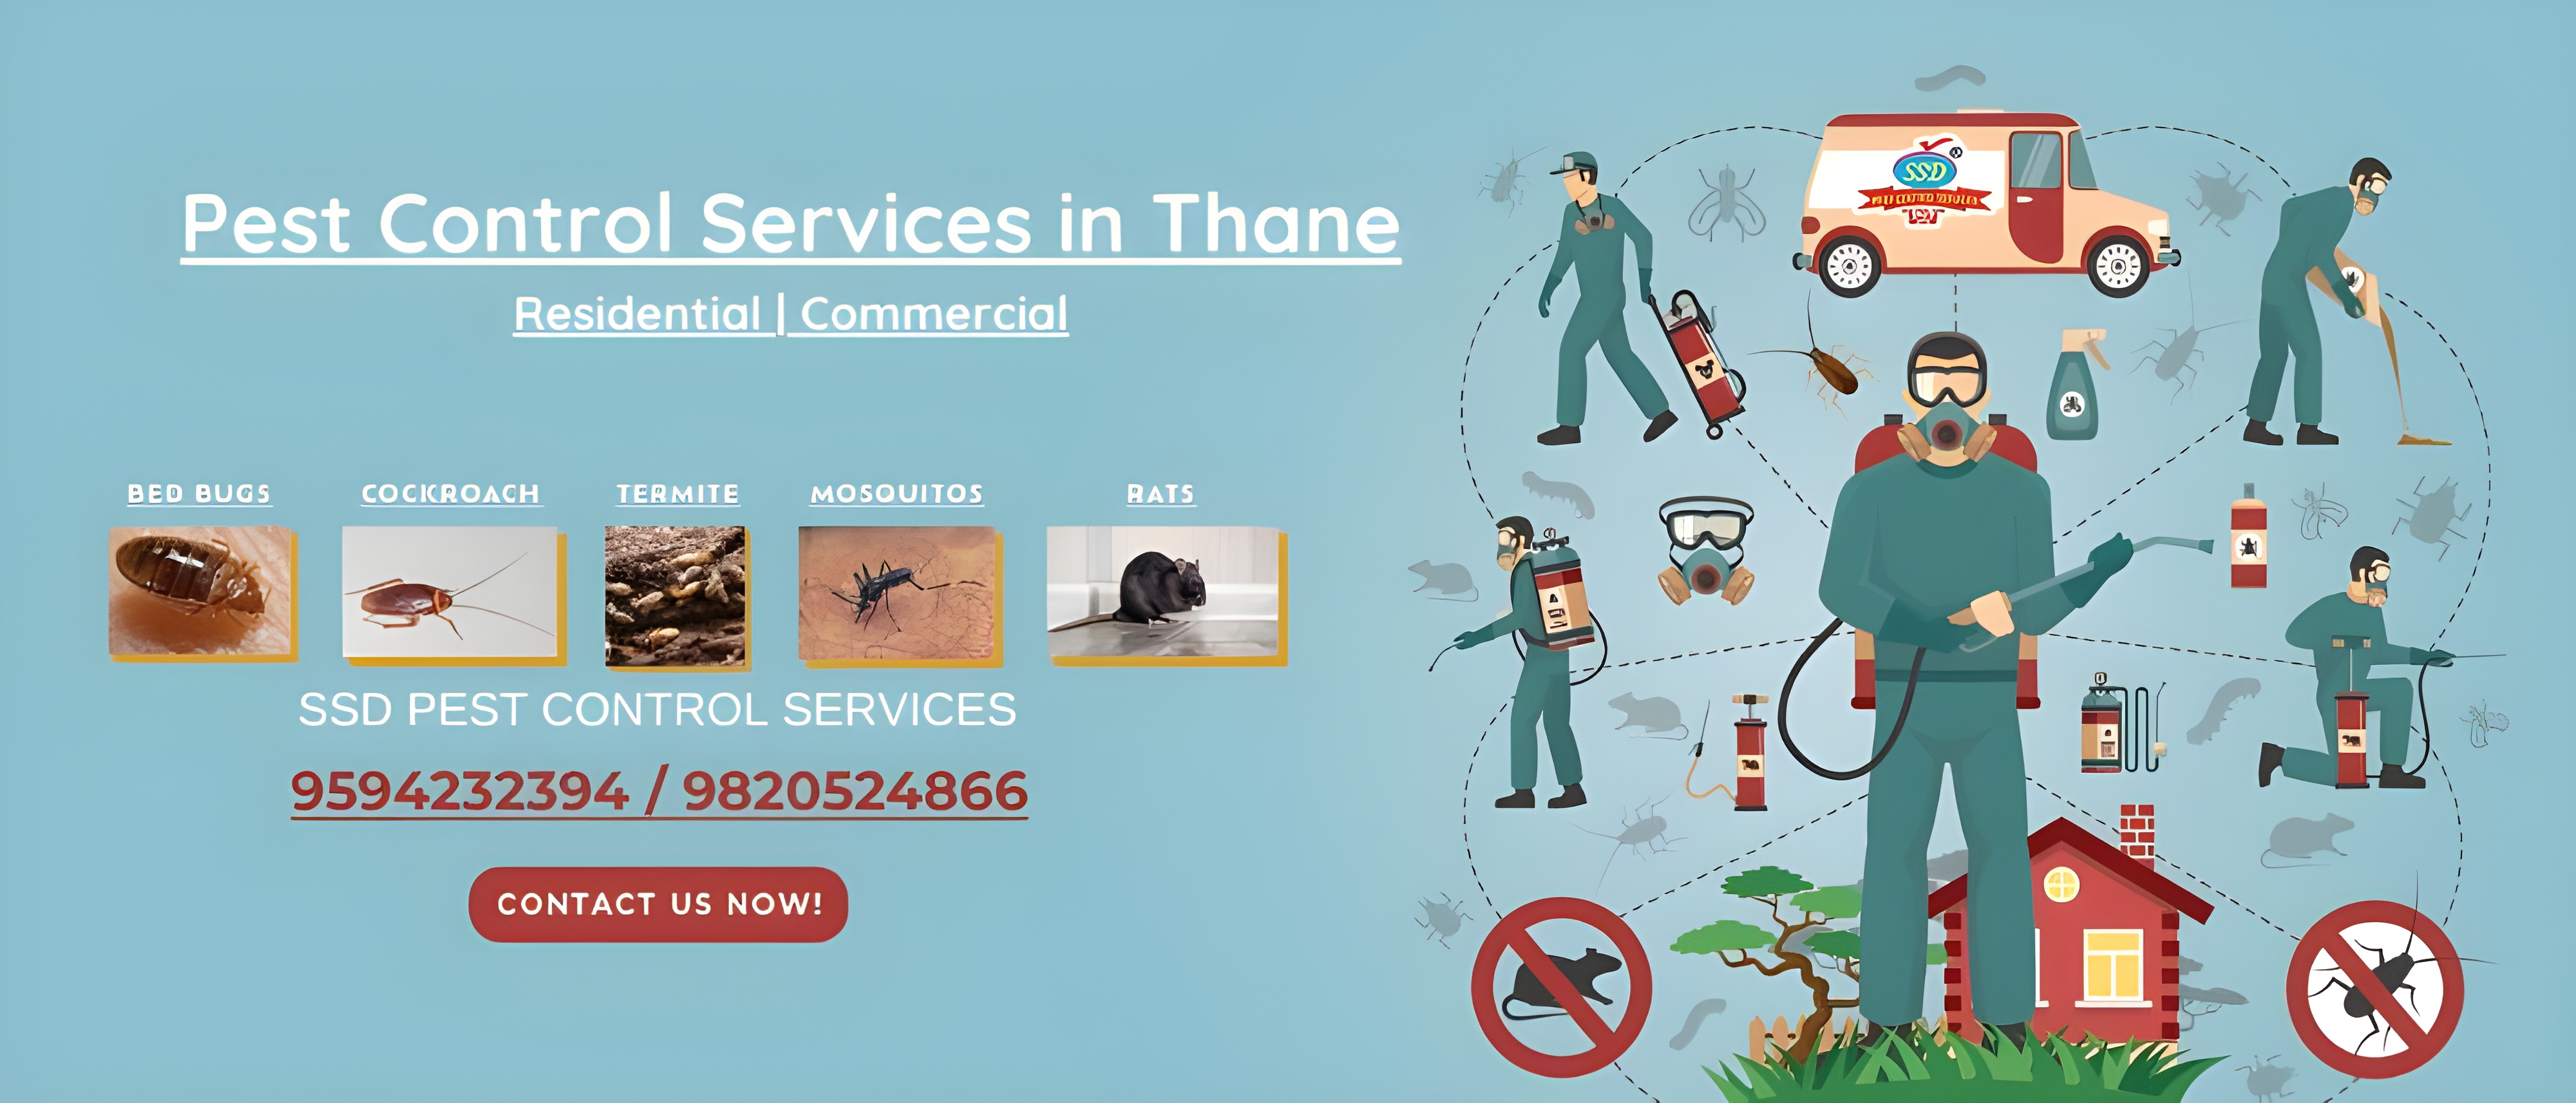 Pest Control Services in Thane
Residential | Commercial
BED BUGS
COCKROACH
TERMITE
MOSQUITOS
RATS
SSD PEST CONTROL SERVICES
9594232394 / 9820524866
CONTACT US NOW!
SSD